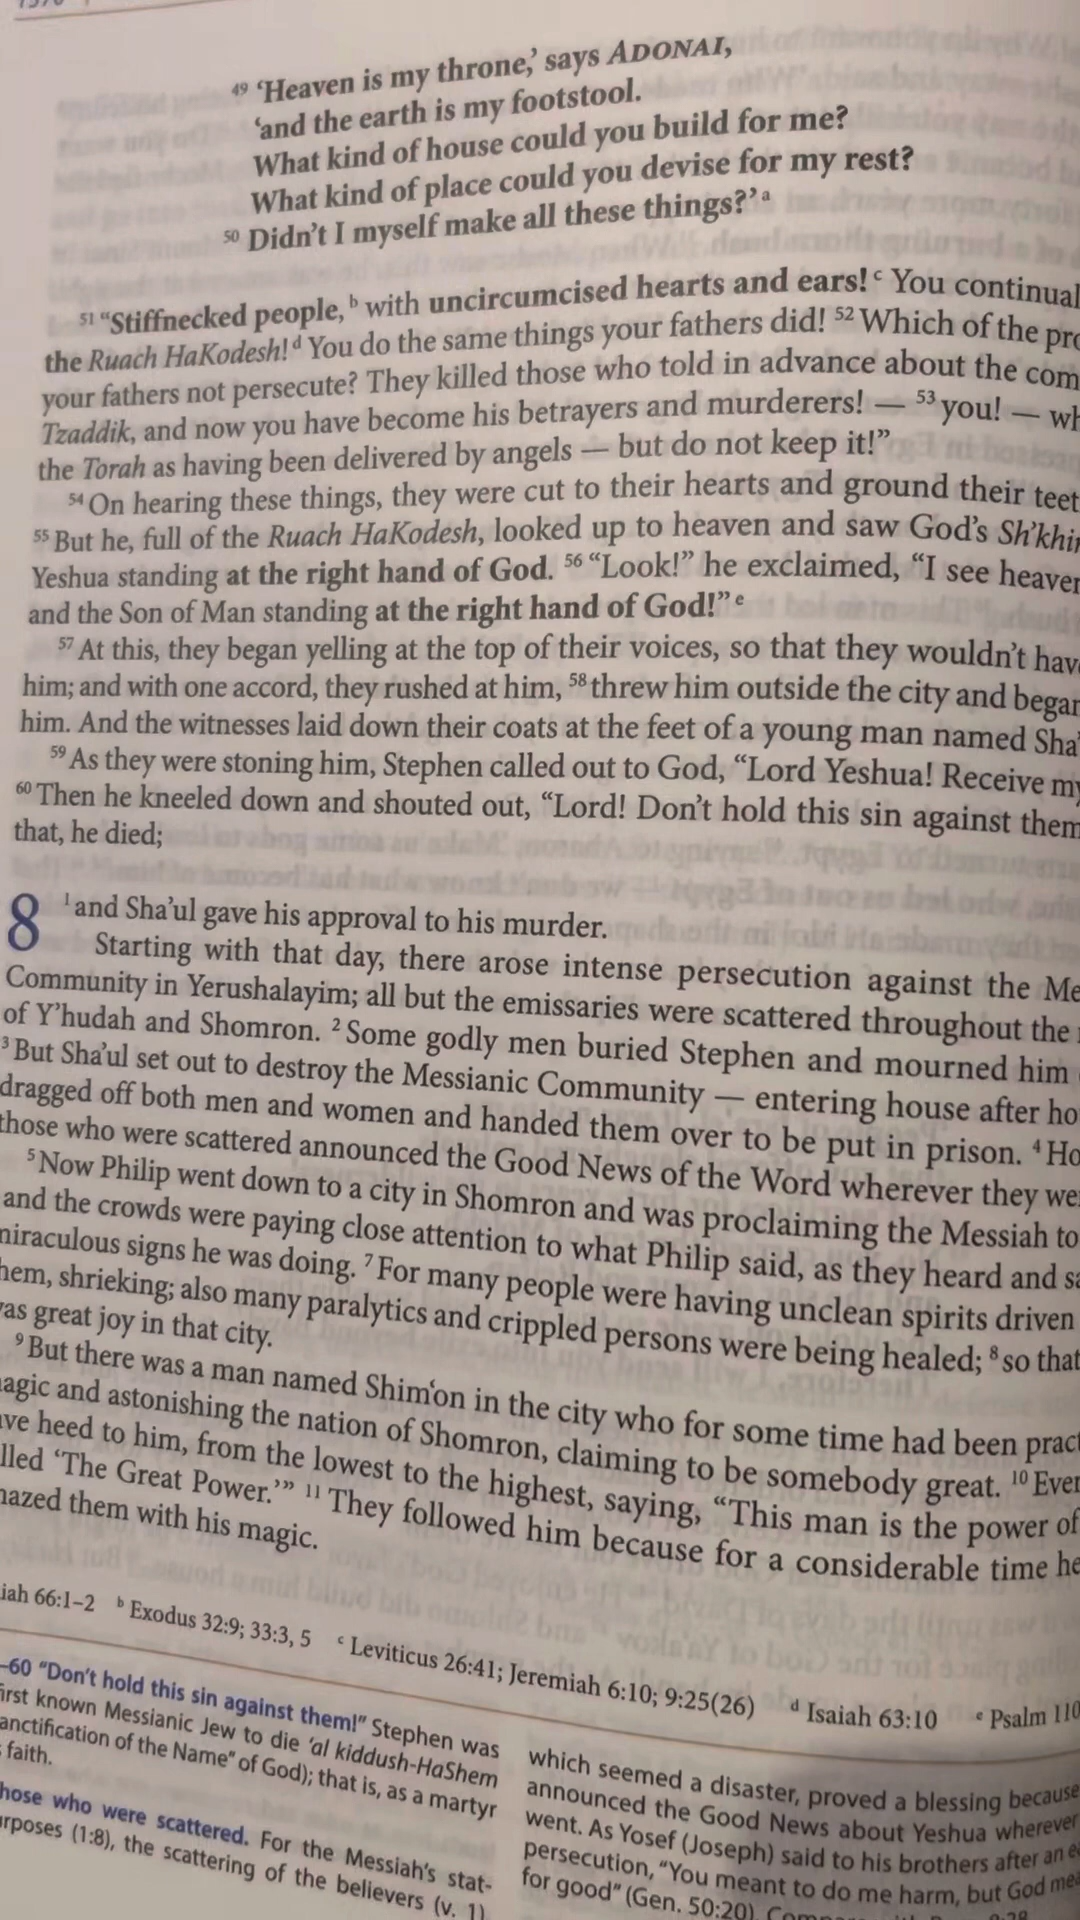 49 ‘Heaven is my throne,’ says ADONAI,
‘and the earth is my footstool.
What kind of house could you build for me?
What kind of place could you devise for my rest?
50 Didn’t I myself make all these things?’ a
51 “Stiffnecked people, b with uncircumcised hearts and ears! c You continual
the Ruach HaKodesh! d You do the same things your fathers did! 52 Which of the pro
your fathers not persecute? They killed those who told in advance about the com
Tzaddik, and now you have become his betrayers and murderers! — 53 you! — wh
the Torah as having been delivered by angels — but do not keep it!”
54 On hearing these things, they were cut to their hearts and ground their teet
55 But he, full of the Ruach HaKodesh, looked up to heaven and saw God’s Sh’khin
Yeshua standing at the right hand of God. 56 “Look!” he exclaimed, “I see heaven
and the Son of Man standing at the right hand of God!” e
57 At this, they began yelling at the top of their voices, so that they wouldn’t hav
him; and with one accord, they rushed at him, 58 threw him outside the city and began
him. And the witnesses laid down their coats at the feet of a young man named Sha’
59 As they were stoning him, Stephen called out to God, “Lord Yeshua! Receive my
60 Then he kneeled down and shouted out, “Lord! Don’t hold this sin against them
that, he died;
8 1 and Sha’ul gave his approval to his murder.
Starting with that day, there arose intense persecution against the Me
Community in Yerushalayim; all but the emissaries were scattered throughout the
of Y’hudah and Shomron. 2 Some godly men buried Stephen and mourned him
3 But Sha’ul set out to destroy the Messianic Community — entering house after ho
dragged off both men and women and handed them over to be put in prison. 4 Ho
those who were scattered announced the Good News of the Word wherever they we
5 Now Philip went down to a city in Shomron and was proclaiming the Messiah to
and the crowds were paying close attention to what Philip said, as they heard and sa
miraculous signs he was doing. 7 For many people were having unclean spirits driven
hem, shrieking; also many paralytics and crippled persons were being healed; 8 so that
as great joy in that city.
9 But there was a man named Shim‘on in the city who for some time had been pract
agic and astonishing the nation of Shomron, claiming to be somebody great. 10 Ever
ve heed to him, from the lowest to the highest, saying, “This man is the power of
lled ‘The Great Power.’” 11 They followed him because for a considerable time he
nazed them with his magic.
iah 66:1–2 b Exodus 32:9; 33:3, 5 c Leviticus 26:41; Jeremiah 6:10; 9:25(26) d Isaiah 63:10 e Psalm 110
–60 “Don’t hold this sin against them!” Stephen was
first known Messianic Jew to die ‘al kiddush-HaShem
anctification of the Name” of God); that is, as a martyr
faith.
hose who were scattered. For the Messiah’s stat-
urposes (1:8), the scattering of the believers (v. 1),
which seemed a disaster, proved a blessing because
announced the Good News about Yeshua wherever
went. As Yosef (Joseph) said to his brothers after an e
persecution, “You meant to do me harm, but God mea
for good” (Gen. 50:20).